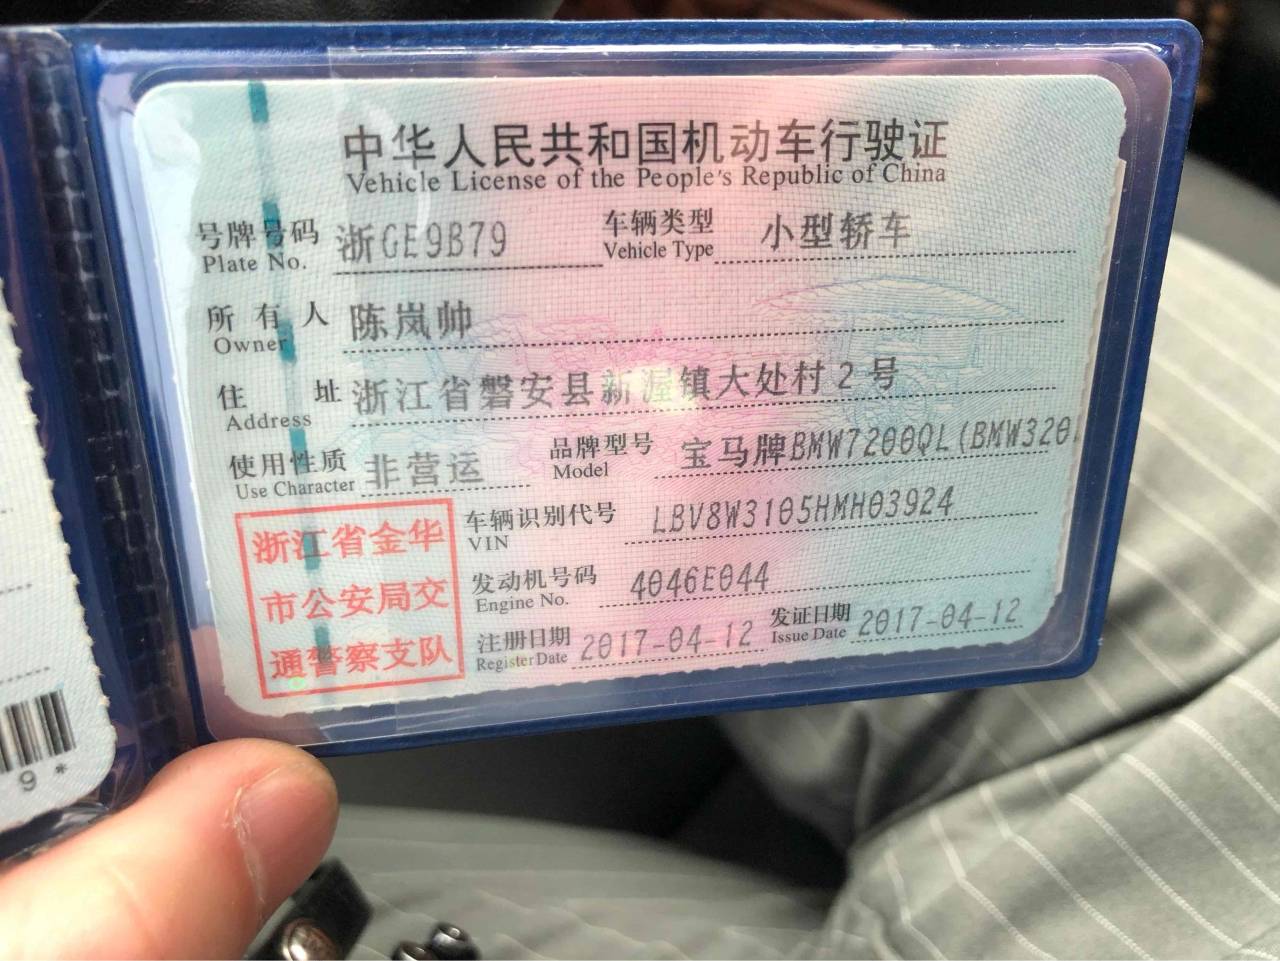 中华人民共和国机动车行驶证
Vehicle License of the People's Republic of China
号牌号码 浙GE9B79 车辆类型 小型轿车
Plate No. Vehicle Type
所有人 陈岚帅
Owner
住址 浙江省磐安县新渥镇大处村2号
Address
使用性质 非营运 品牌型号 宝马牌BMW7200QL(BMW320
Use Character Model
浙江省金华
市公安局交
通警察支队
车辆识别代号 LBV8W3105HMH03924
VIN
发动机号码 4046E044
Engine No.
注册日期 2017-04-12 发证日期 2017-04-12
Register Date Issue Date
9*